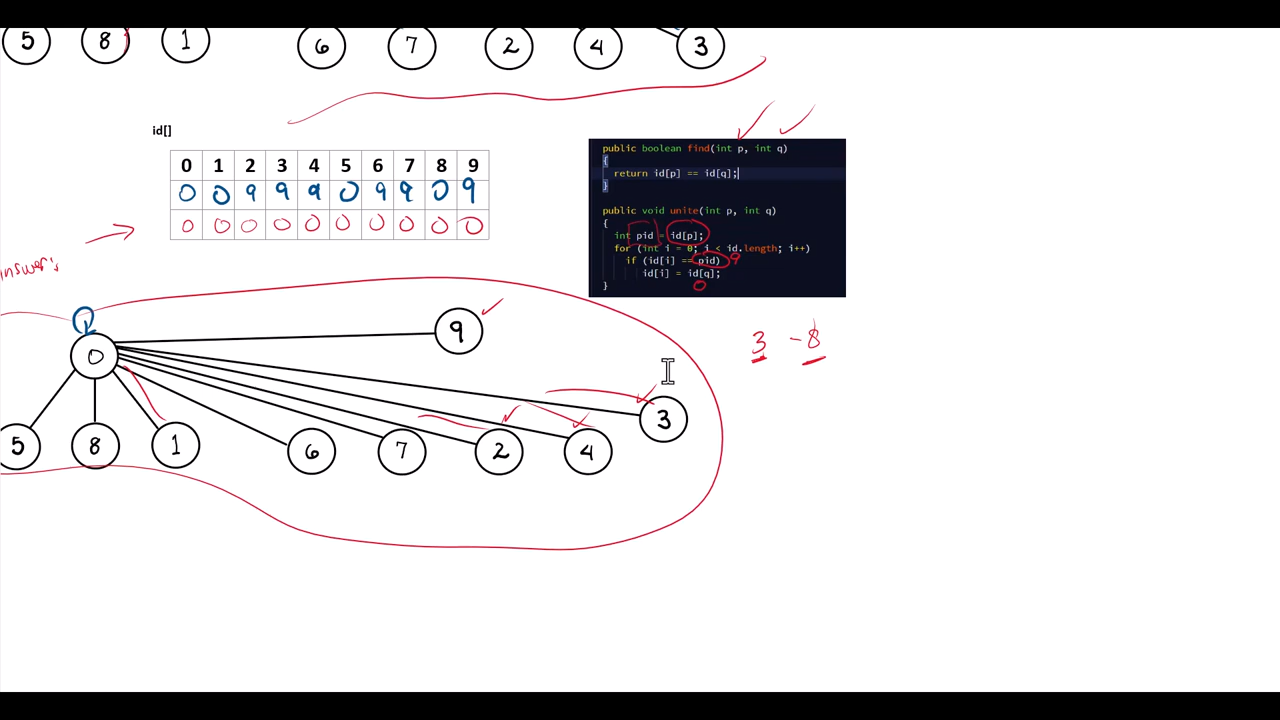 5 8 1 6 7 2 4 3
id[]
0 1 2 3 4 5 6 7 8 9
0 0 9 9 9 0 9 9 0 9
0 0 0 0 0 0 0 0 0 0
public boolean find(int p, int q)
{
return id[p] == id[q];
}
public void unite(int p, int q)
{
int pid = id[p];
for (int i = 0; i < id.length; i++)
if (id[i] == pid) 9
id[i] = id[q];
} 0
nswer's
9
0
3 - 8
3
5 8 1 6 7 2 4